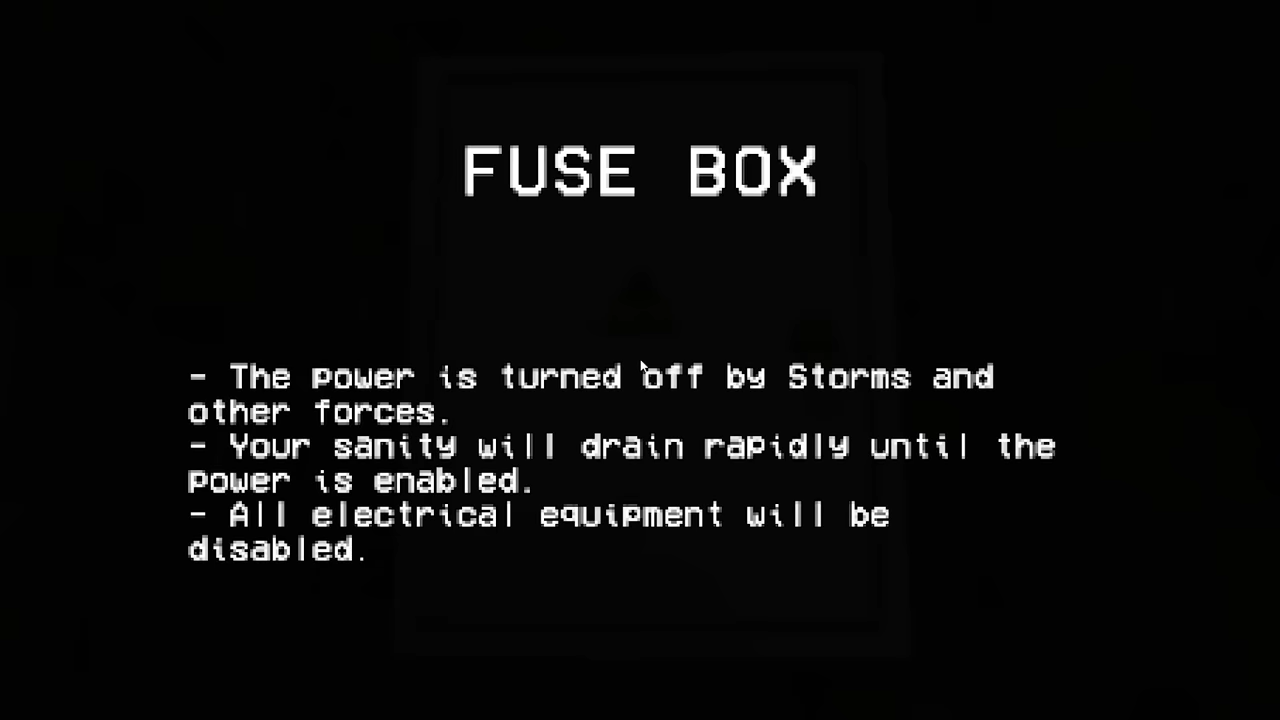 FUSE BOX
- The power is turned off by Storms and
other forces.
- Your sanity will drain rapidly until the
power is enabled.
- All electrical equipment will be
disabled.